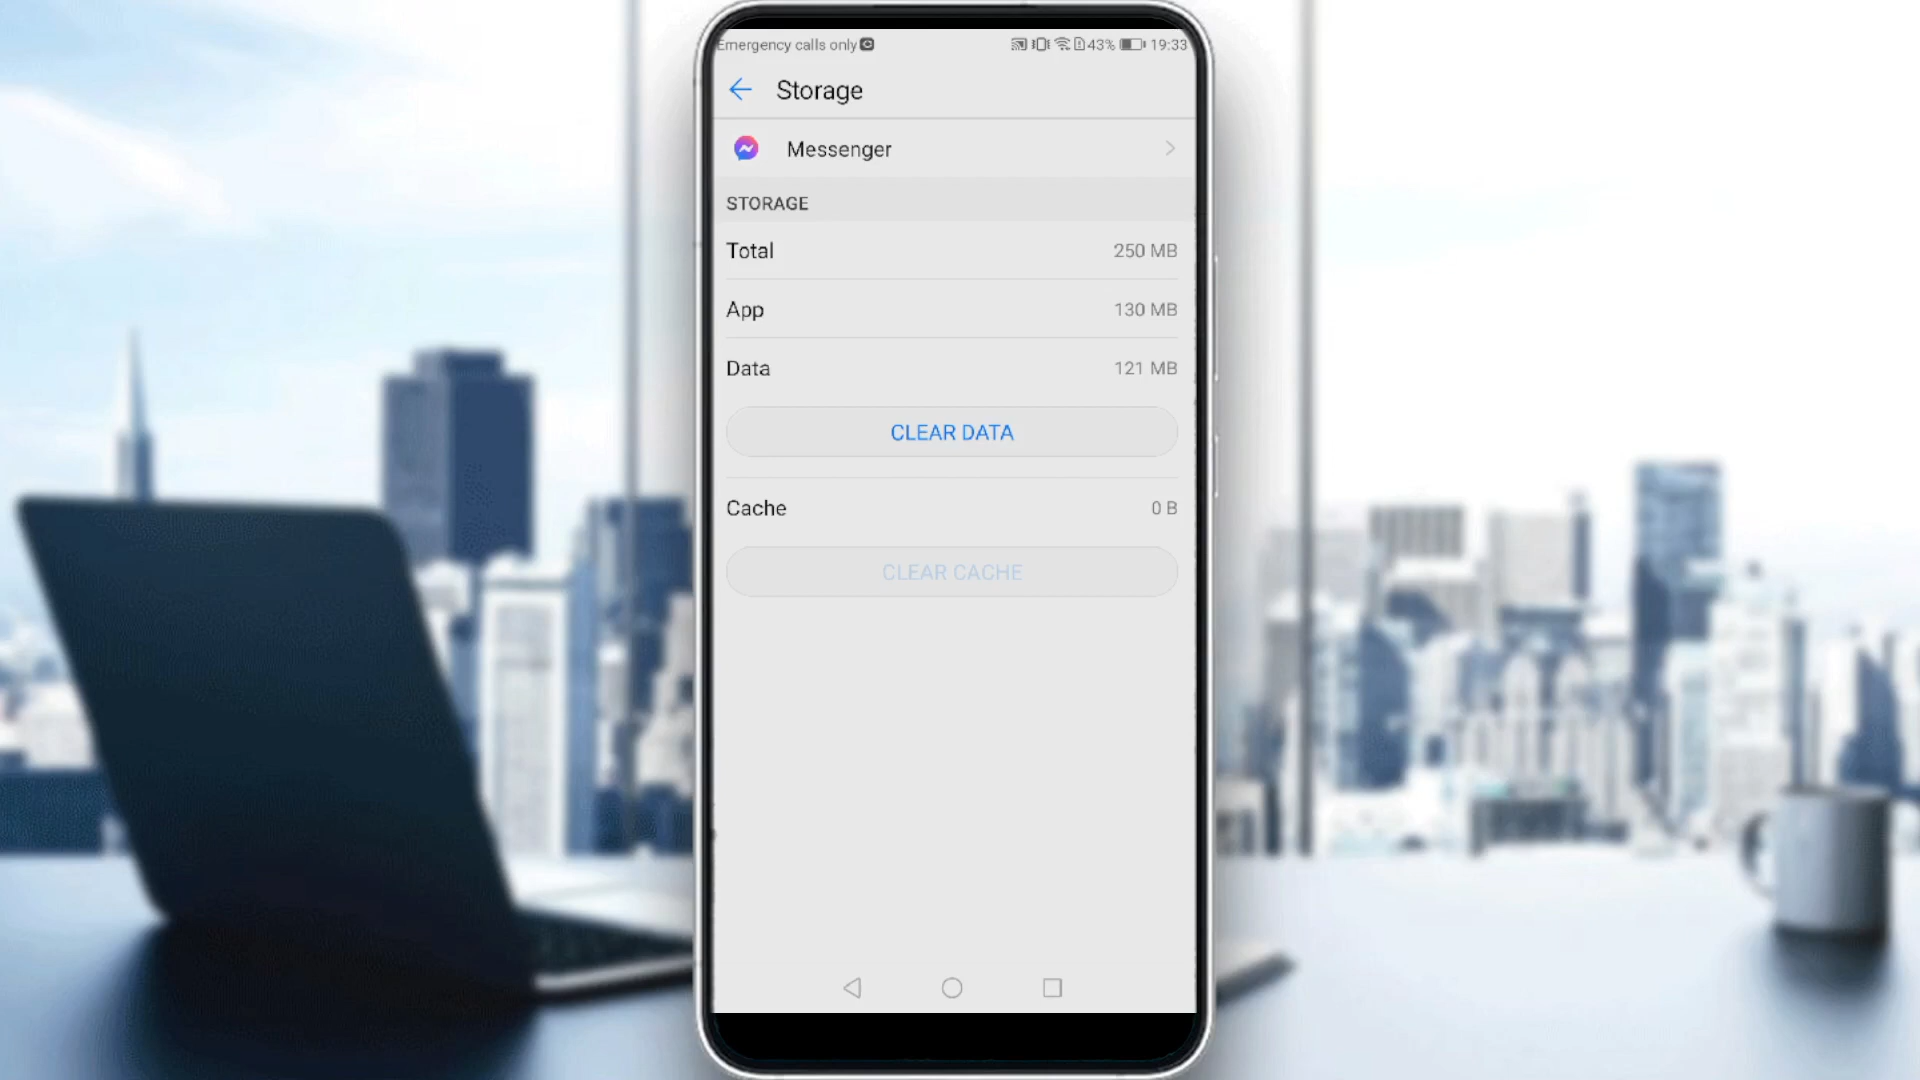 Emergency calls only 43% 19:33
Storage
Messenger
STORAGE
Total 250 MB
App 130 MB
Data 121 MB
CLEAR DATA
Cache 0 B
CLEAR CACHE